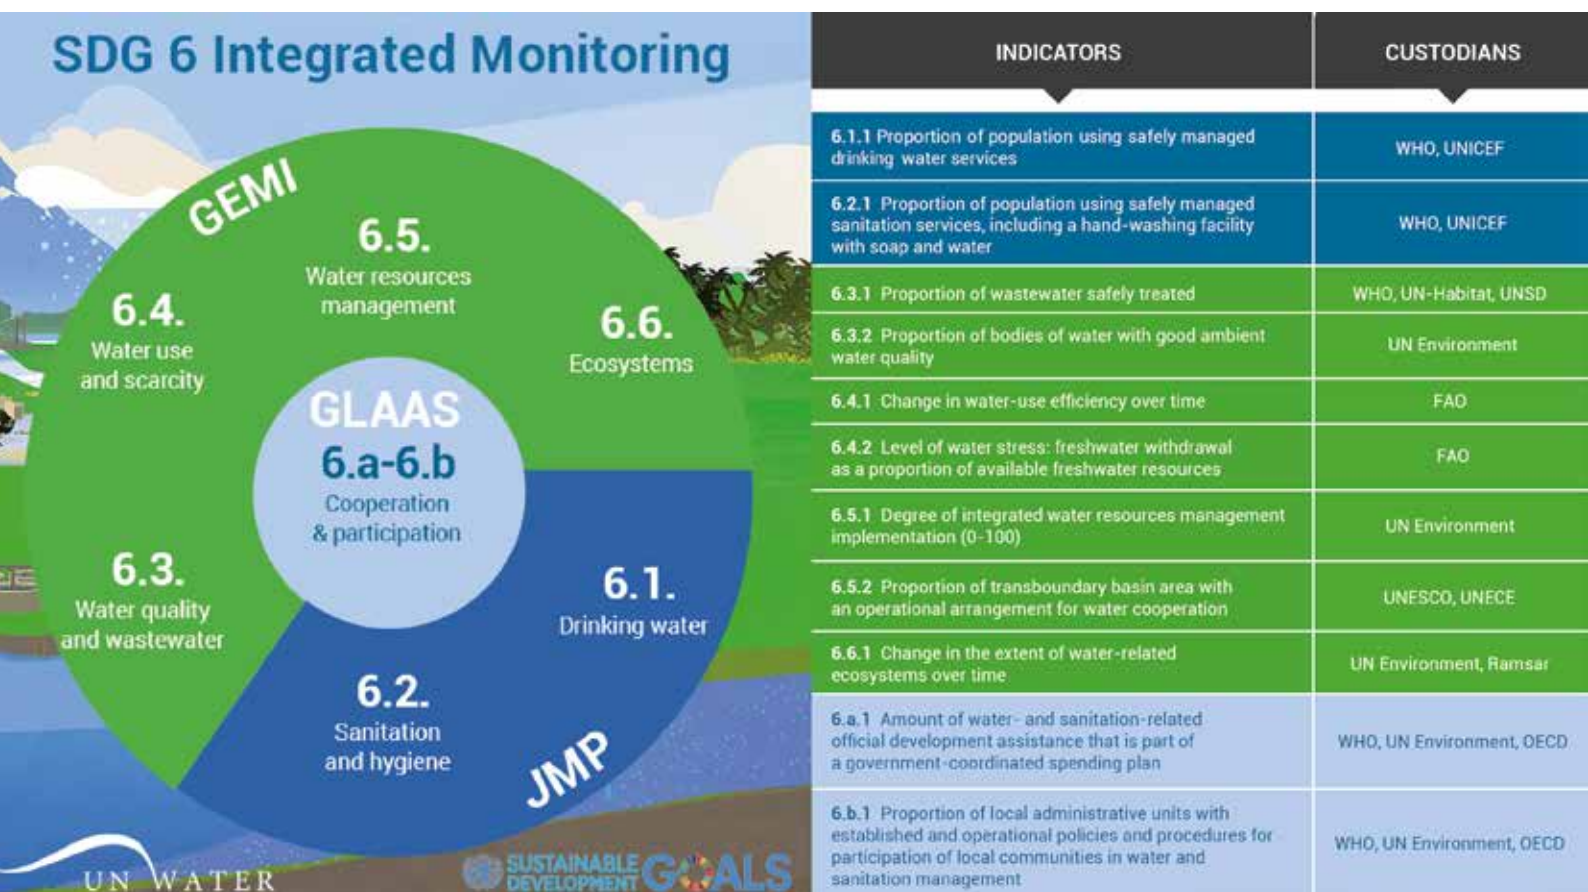 SDG 6 Integrated Monitoring
GEMI
6.5.
Water resources
management
6.4.
Water use
and scarcity
6.6.
Ecosystems
GLAAS
6.a-6.b
Cooperation
& participation
6.3.
Water quality
and wastewater
6.1.
Drinking water
6.2.
Sanitation
and hygiene
JMP
UN WATER
SUSTAINABLE
DEVELOPMENT
GOALS
INDICATORS
CUSTODIANS
6.1.1 Proportion of population using safely managed
drinking water services
WHO, UNICEF
6.2.1 Proportion of population using safely managed
sanitation services, including a hand-washing facility
with soap and water
WHO, UNICEF
6.3.1 Proportion of wastewater safely treated
WHO, UN-Habitat, UNSD
6.3.2 Proportion of bodies of water with good ambient
water quality
UN Environment
6.4.1 Change in water-use efficiency over time
FAO
6.4.2 Level of water stress: freshwater withdrawal
as a proportion of available freshwater resources
FAO
6.5.1 Degree of integrated water resources management
implementation (0-100)
UN Environment
6.5.2 Proportion of transboundary basin area with
an operational arrangement for water cooperation
UNESCO, UNECE
6.6.1 Change in the extent of water-related
ecosystems over time
UN Environment, Ramsar
6.a.1 Amount of water- and sanitation-related
official development assistance that is part of
a government-coordinated spending plan
WHO, UN Environment, OECD
6.b.1 Proportion of local administrative units with
established and operational policies and procedures for
participation of local communities in water and
sanitation management
WHO, UN Environment, OECD